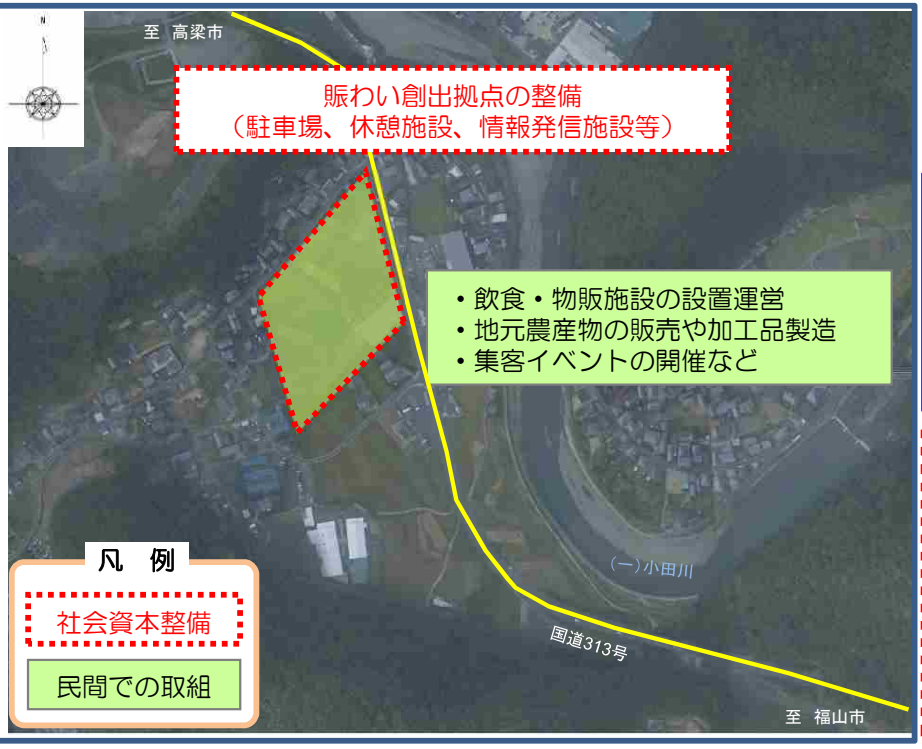 N
至 高梁市
賑わい創出拠点の整備
（駐車場、休憩施設、情報発信施設等）
・飲食・物販施設の設置運営
・地元農産物の販売や加工品製造
・集客イベントの開催など
(一)小田川
国道313号
至 福山市
凡 例
社会資本整備
民間での取組